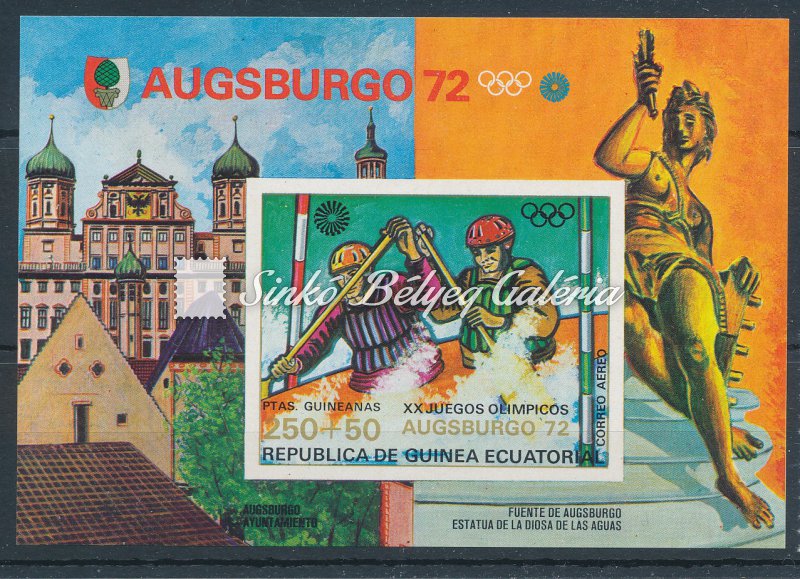 AUGSBURGO 72
Sinkó Bélyeg Galéria
PTAS. GUINEANAS
250+50
XX JUEGOS OLIMPICOS
AUGSBURGO 72
CORREO AEREO
REPUBLICA DE GUINEA ECUATORIAL
AUGSBURGO
AYUNTAMIENTO
FUENTE DE AUGSBURGO
ESTATUA DE LA DIOSA DE LAS AGUAS